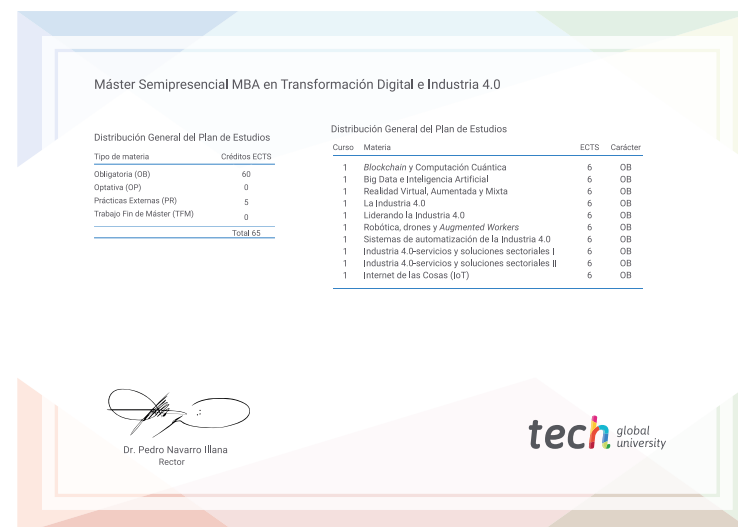 Máster Semipresencial MBA en Transformación Digital e Industria 4.0
Distribución General del Plan de Estudios
Tipo de materia Créditos ECTS
Obligatoria (OB) 60
Optativa (OP) 0
Prácticas Externas (PR) 5
Trabajo Fin de Máster (TFM) 0
Total 65
Distribución General del Plan de Estudios
Curso Materia ECTS Carácter
1 Blockchain y Computación Cuántica 6 OB
1 Big Data e Inteligencia Artificial 6 OB
1 Realidad Virtual, Aumentada y Mixta 6 OB
1 La Industria 4.0 6 OB
1 Liderando la Industria 4.0 6 OB
1 Robótica, drones y Augmented Workers 6 OB
1 Sistemas de automatización de la Industria 4.0 6 OB
1 Industria 4.0-servicios y soluciones sectoriales I 6 OB
1 Industria 4.0-servicios y soluciones sectoriales II 6 OB
1 Internet de las Cosas (IoT) 6 OB
Dr. Pedro Navarro Illana
Rector
tech global university